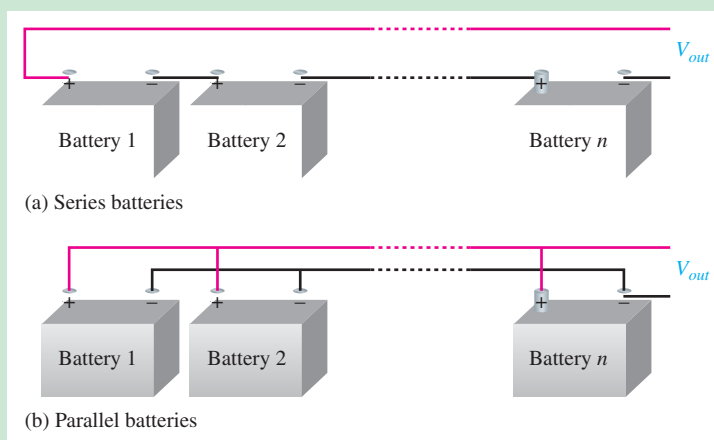 V_out
+ − + − + −
Battery 1 Battery 2 Battery n
(a) Series batteries
V_out
+ − + − + −
Battery 1 Battery 2 Battery n
(b) Parallel batteries